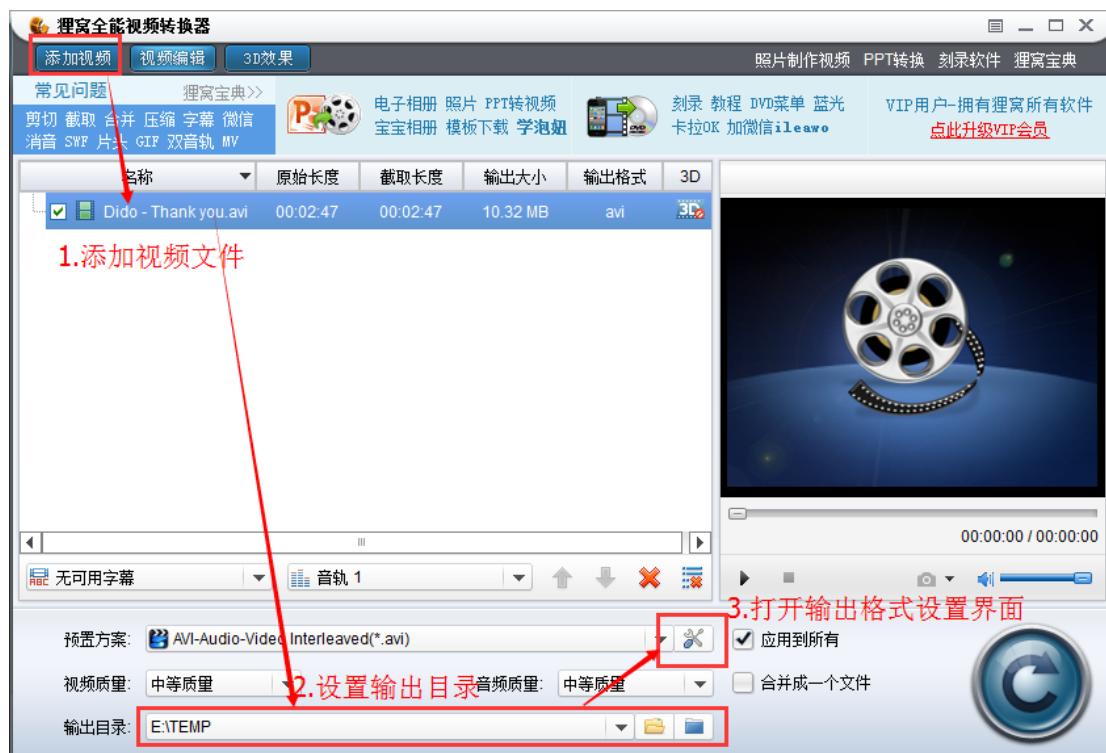 狸窝全能视频转换器
添加视频 视频编辑 3D效果 照片制作视频 PPT转换 刻录软件 狸窝宝典
常见问题 狸窝宝典>>
剪切 截取 合并 压缩 字幕 微信
消音 SWF 片头 GIF 双音轨 MV
电子相册 照片 PPT转视频
宝宝相册 模板下载 学泡妞
刻录 教程 DVD菜单 蓝光
卡拉OK 加微信ileawo
VIP用户-拥有狸窝所有软件
点此升级VIP会员
名称 原始长度 截取长度 输出大小 输出格式 3D
Dido - Thank you.avi 00:02:47 00:02:47 10.32 MB avi 3D
1.添加视频文件
00:00:00 / 00:00:00
无可用字幕 音轨 1
3.打开输出格式设置界面
预置方案: AVI-Audio-Video Interleaved(*.avi) 应用到所有
视频质量: 中等质量 音频质量: 中等质量 合并成一个文件
2.设置输出目录
输出目录: E:\TEMP